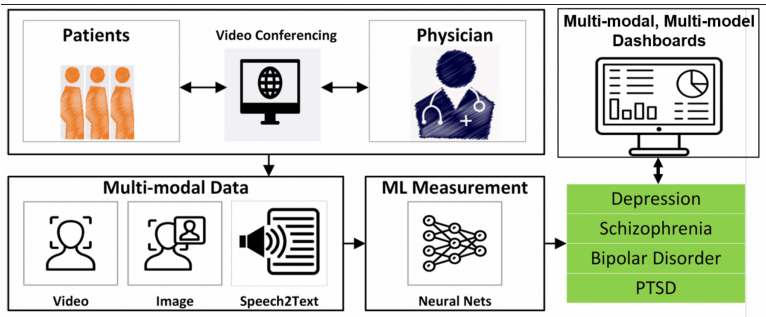 Patients
Video Conferencing
Physician
Multi-modal, Multi-model
Dashboards
Multi-modal Data
Video
Image
Speech2Text
ML Measurement
Neural Nets
Depression
Schizophrenia
Bipolar Disorder
PTSD